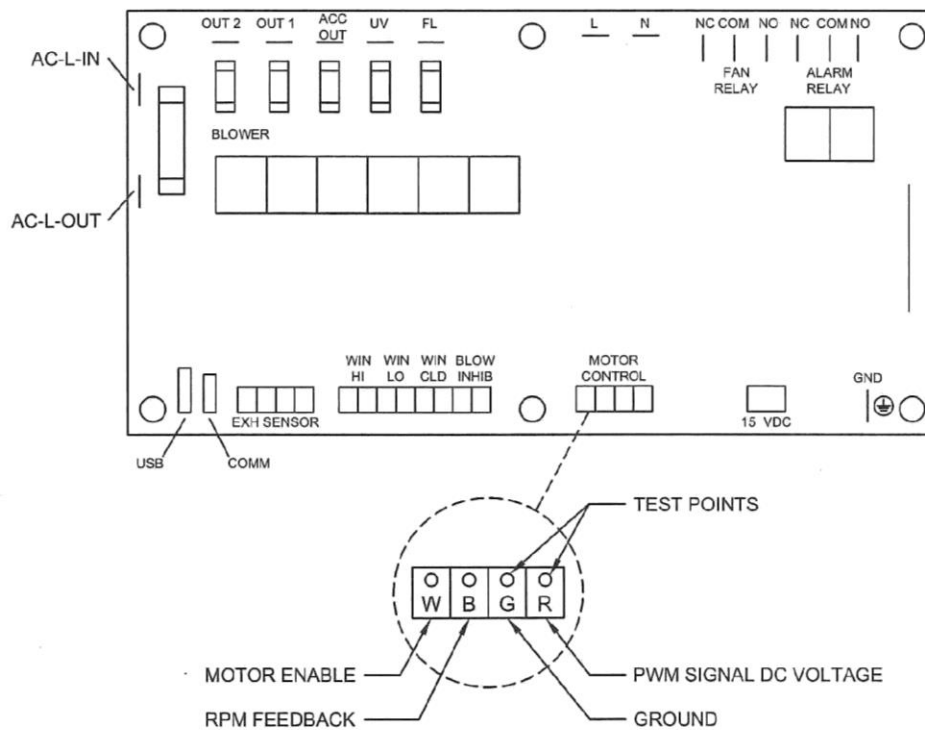 OUT 2 OUT 1 ACC OUT UV FL L N NC COM NO NC COM NO
FAN RELAY ALARM RELAY
AC-L-IN
BLOWER
AC-L-OUT
WIN HI WIN LO WIN CLD BLOW INHIB MOTOR CONTROL
GND
EXH SENSOR 15 VDC
USB COMM
TEST POINTS
W B G R
MOTOR ENABLE PWM SIGNAL DC VOLTAGE
RPM FEEDBACK GROUND